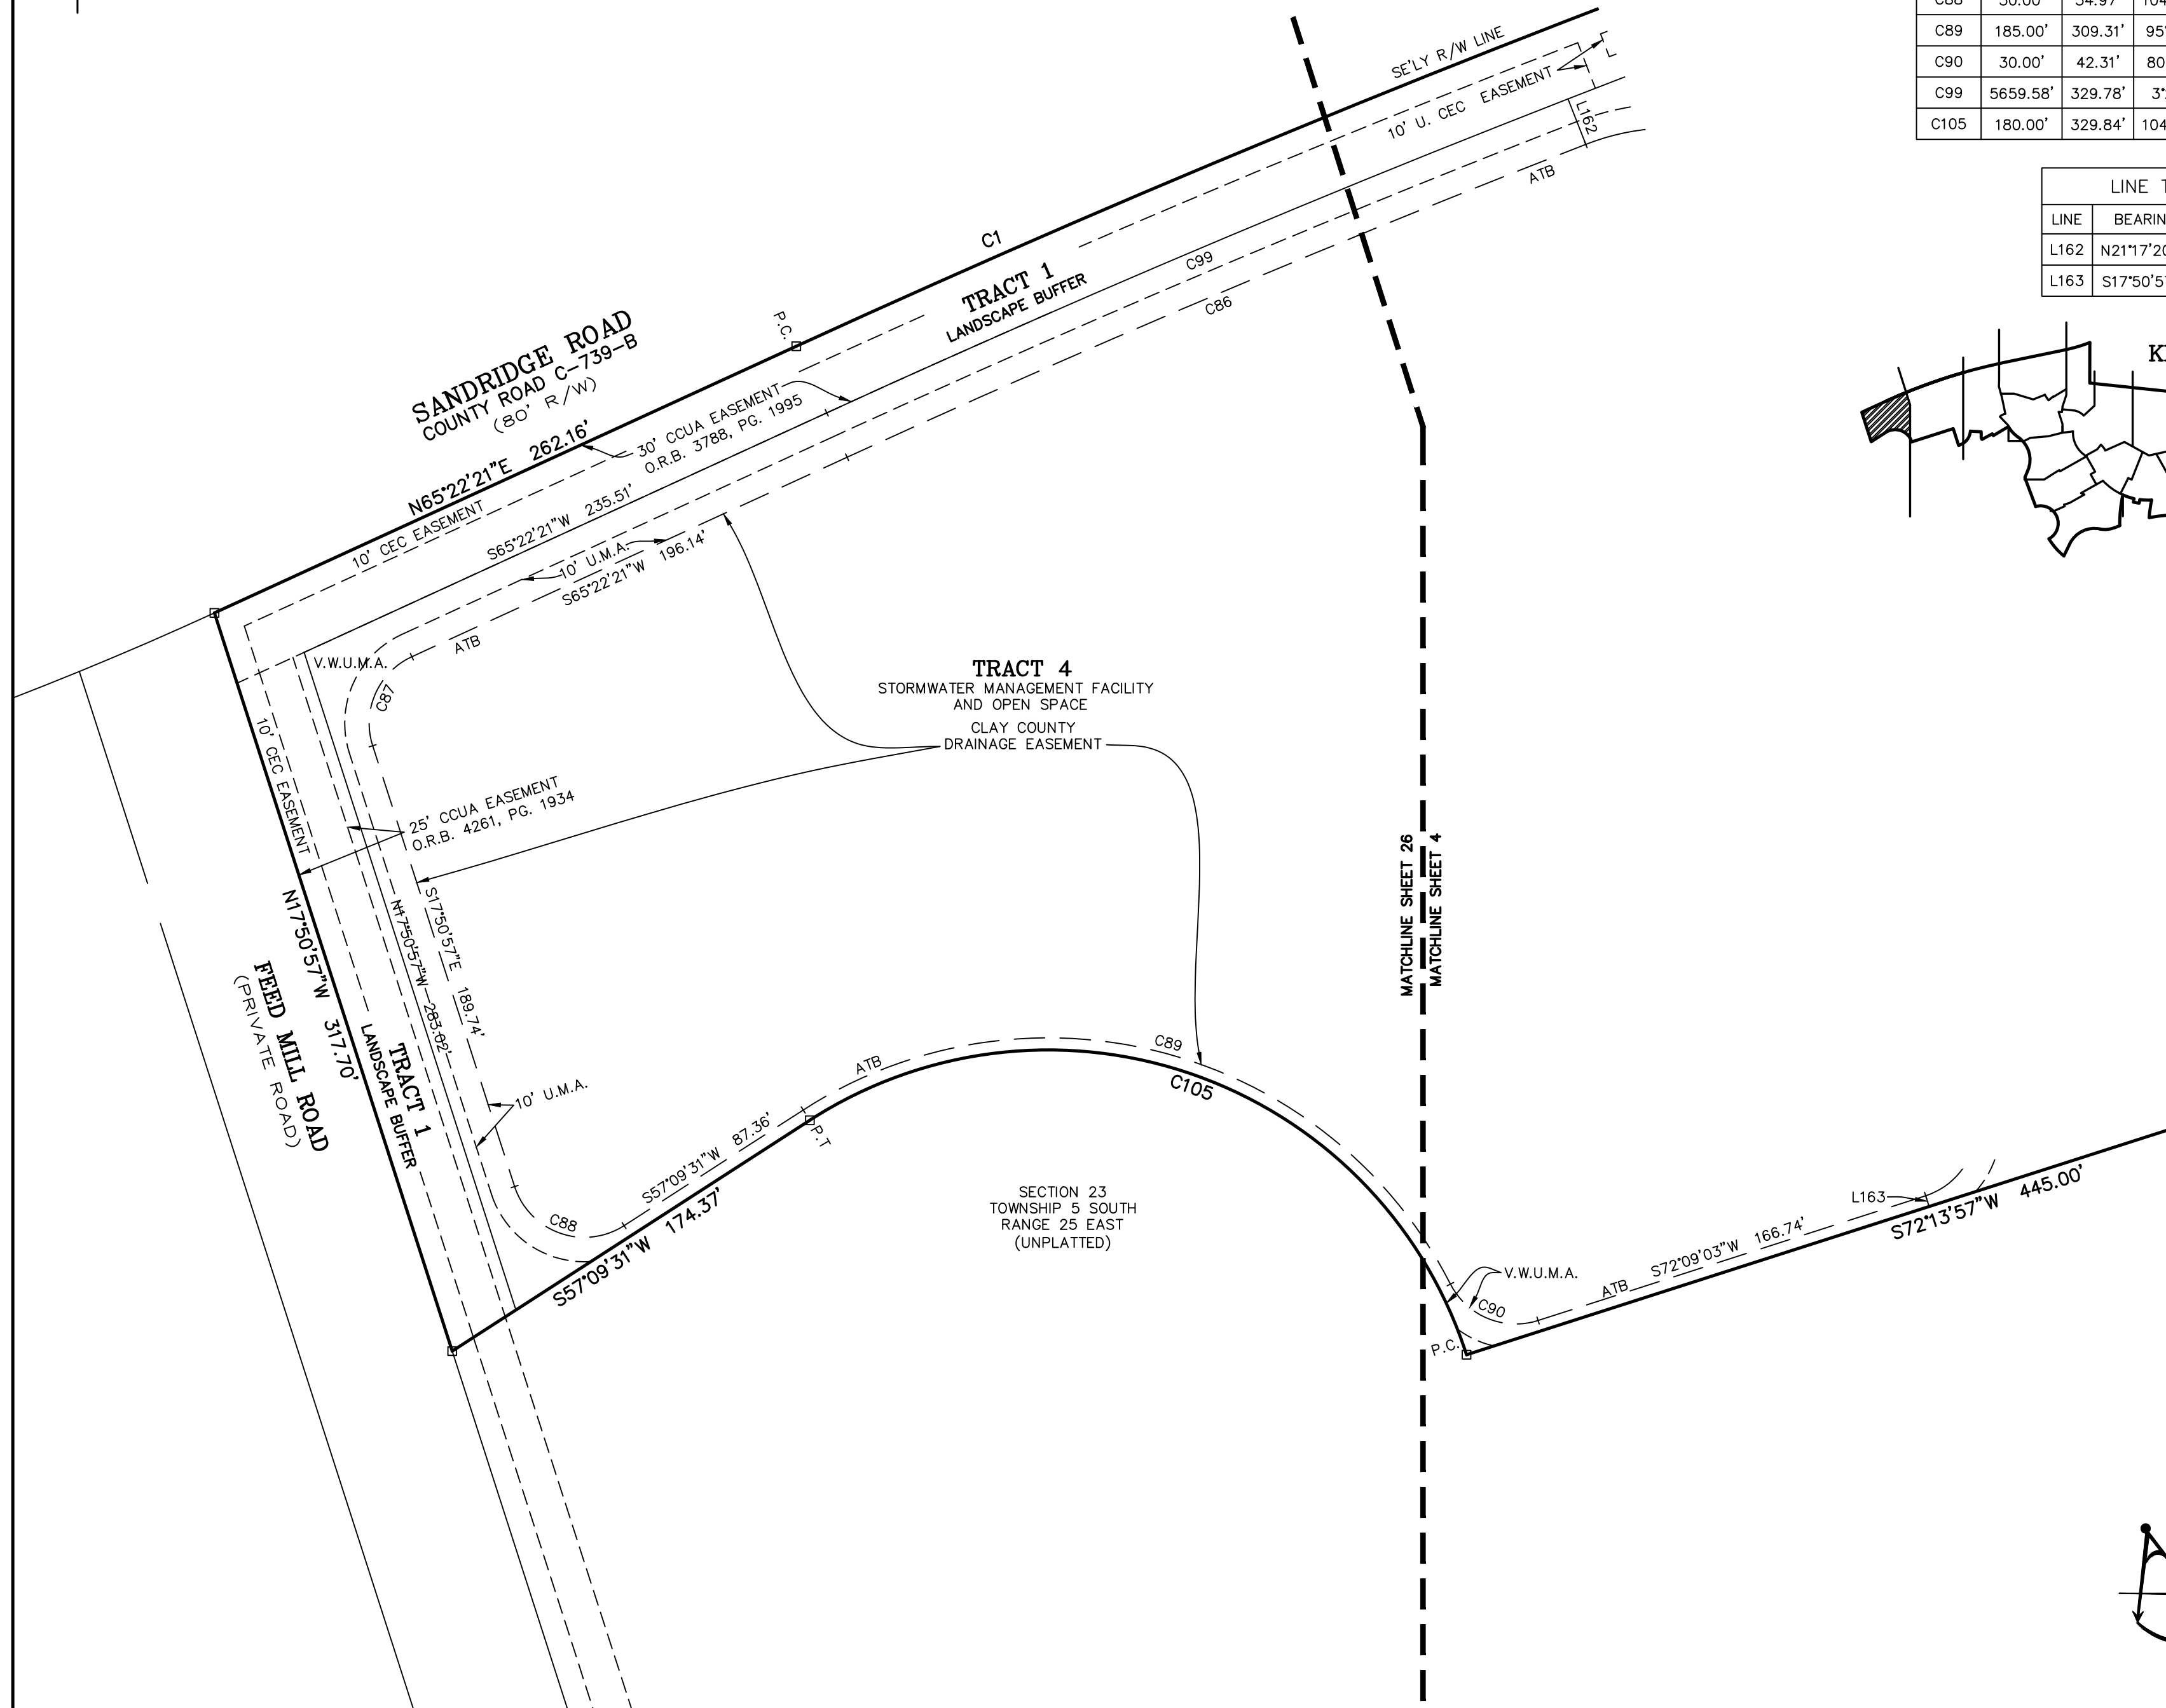 C88 30.00' 54.97' 104
C89 185.00' 309.31' 95°
C90 30.00' 42.31' 80
C99 5659.58' 329.78' 3°
C105 180.00' 329.84' 104
LINE
LINE BEARIN
L162 N21°17'20
L163 S17°50'57
SE'LY R/W LINE
10' U. CEC EASEMENT
L162
ATB
C1
TRACT 1
LANDSCAPE BUFFER
C99
C86
P.C.
SANDRIDGE ROAD
COUNTY ROAD C-739-B
(80' R/W)
N65°22'21"E 262.16'
30' CCUA EASEMENT
O.R.B. 3788, PG. 1995
10' CEC EASEMENT
S65°22'21"W 235.51'
10' U.M.A.
S65°22'21"W 196.14'
ATB
V.W.U.M.A.
C87
TRACT 4
STORMWATER MANAGEMENT FACILITY
AND OPEN SPACE
CLAY COUNTY
DRAINAGE EASEMENT
10' CEC EASEMENT
25' CCUA EASEMENT
O.R.B. 4261, PG. 1934
MATCHLINE SHEET 26
MATCHLINE SHEET 4
N17°50'57"W 317.70'
N17°50'57"W 283.02'
S17°50'57"E 189.74'
FEED MILL ROAD
(PRIVATE ROAD)
TRACT 1
LANDSCAPE BUFFER
10' U.M.A.
ATB
C89
C105
S57°09'31"W 87.36'
P.T
C88
S57°09'31"W 174.37'
SECTION 23
TOWNSHIP 5 SOUTH
RANGE 25 EAST
(UNPLATTED)
V.W.U.M.A.
C90
P.C.
ATB
S72°09'03"W 166.74'
L163
S72°13'57"W 445.00'